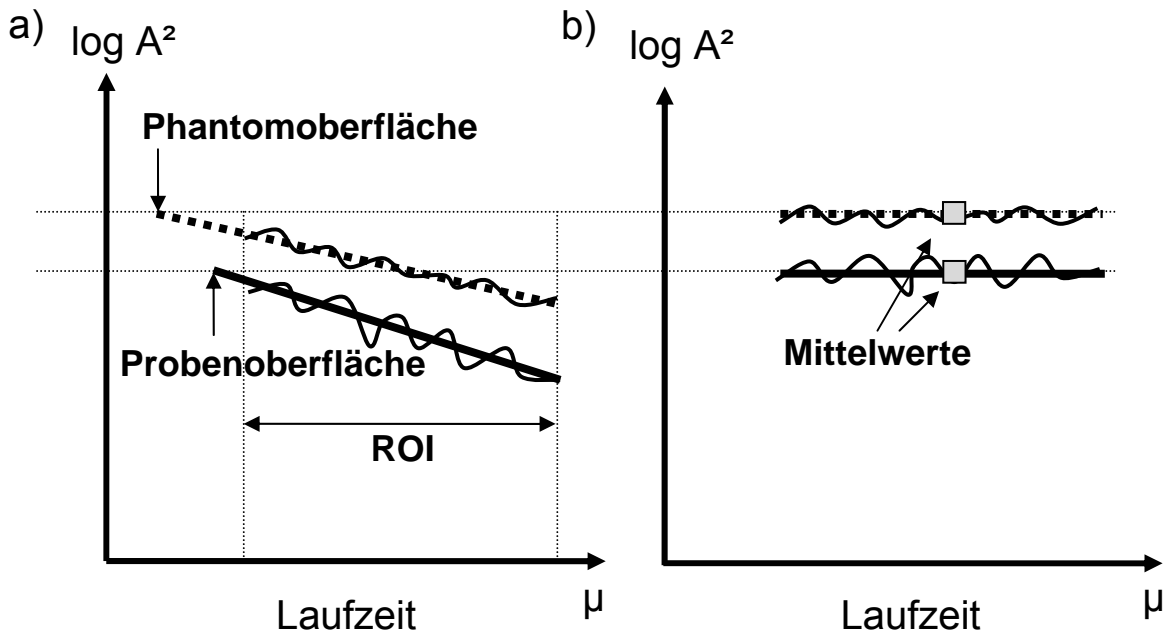 a)
log A²
Phantomoberfläche
Probenoberfläche
ROI
Laufzeit
μ
b)
log A²
Mittelwerte
Laufzeit
μ